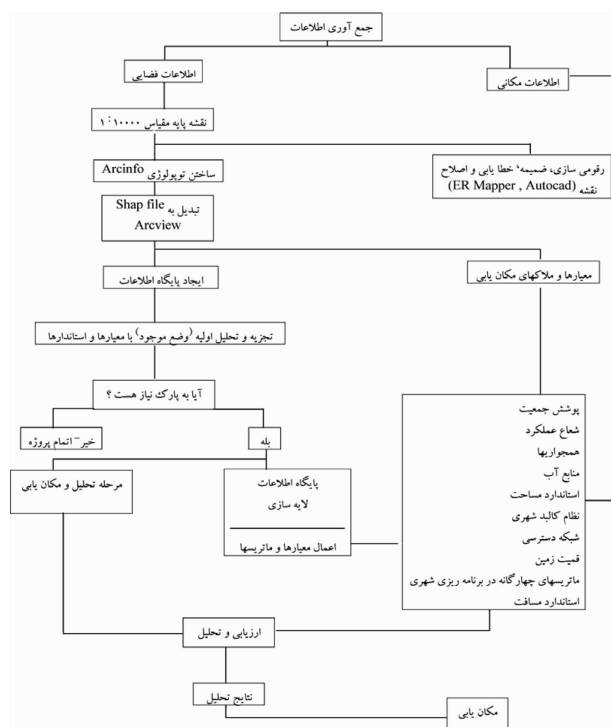 جمع آوری اطلاعات
اطلاعات فضایی
اطلاعات مکانی
نقشه پایه مقیاس ۱:۱۰۰۰۰
ساختن توپولوژی Arcinfo
رقومی سازی، ضمیمه، خطا یابی و اصلاح
نقشه (ER Mapper , Autocad)
تبدیل به Shap file
Arcview
ایجاد پایگاه اطلاعات
معیارها و ملاکهای مکان یابی
تجزیه و تحلیل اولیه (وضع موجود) با معیارها و استاندارها
آیا به پارک نیاز هست ؟
خیر – اتمام پروژه
بله
پوشش جمعیت
شعاع عملکرد
همجواریها
منابع آب
استاندارد مساحت
نظام کالبد شهری
شبکه دسترسی
قمیت زمین
ماتریسهای چهارگانه در برنامه ریزی شهری
استاندارد مسافت
مرحله تحلیل و مکان یابی
پایگاه اطلاعات
لایه سازی
اعمال معیارها و ماتریسها
ارزیابی و تحلیل
نتایج تحلیل
مکان یابی